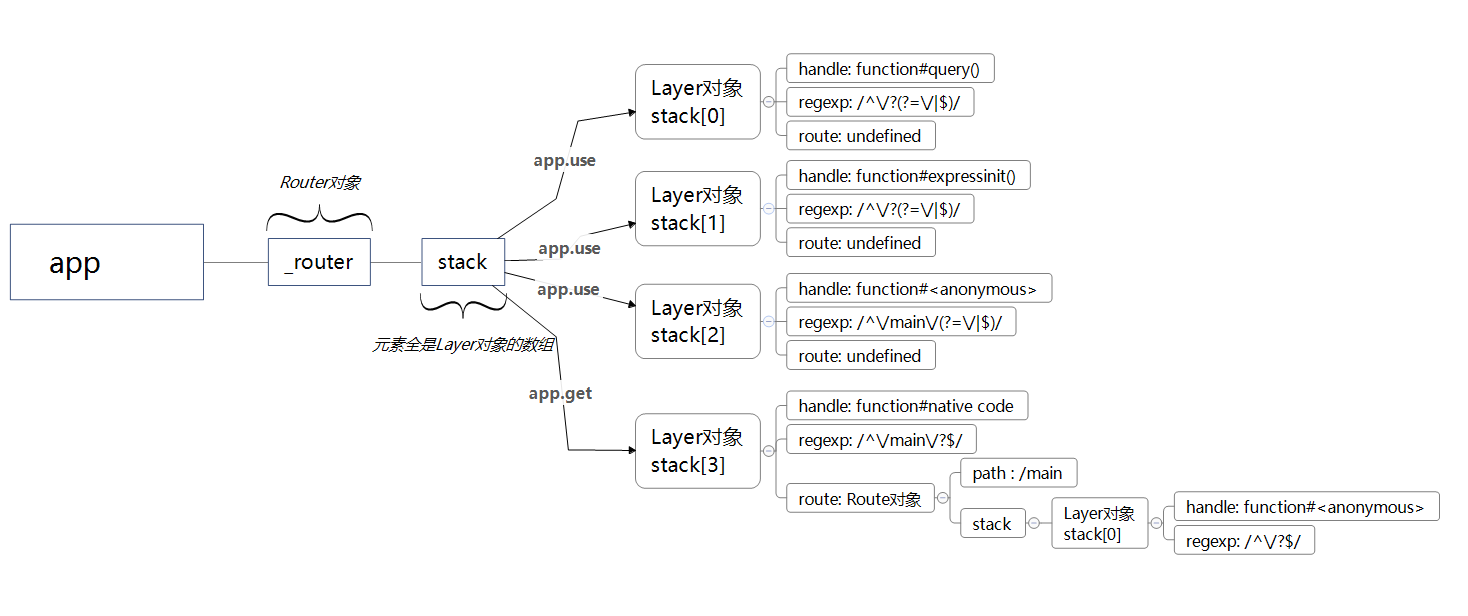 app
Router对象
_router
stack
元素全是Layer对象的数组
app.use
Layer对象
stack[0]
handle: function#query()
regexp: /^\/?(?=\/|$)/
route: undefined
app.use
Layer对象
stack[1]
handle: function#expressinit()
regexp: /^\/?(?=\/|$)/
route: undefined
app.use
Layer对象
stack[2]
handle: function#<anonymous>
regexp: /^\/main\/(?=\/|$)/
route: undefined
app.get
Layer对象
stack[3]
handle: function#native code
regexp: /^\/main\/?$/
route: Route对象
path : /main
stack
Layer对象
stack[0]
handle: function#<anonymous>
regexp: /^\/?$/